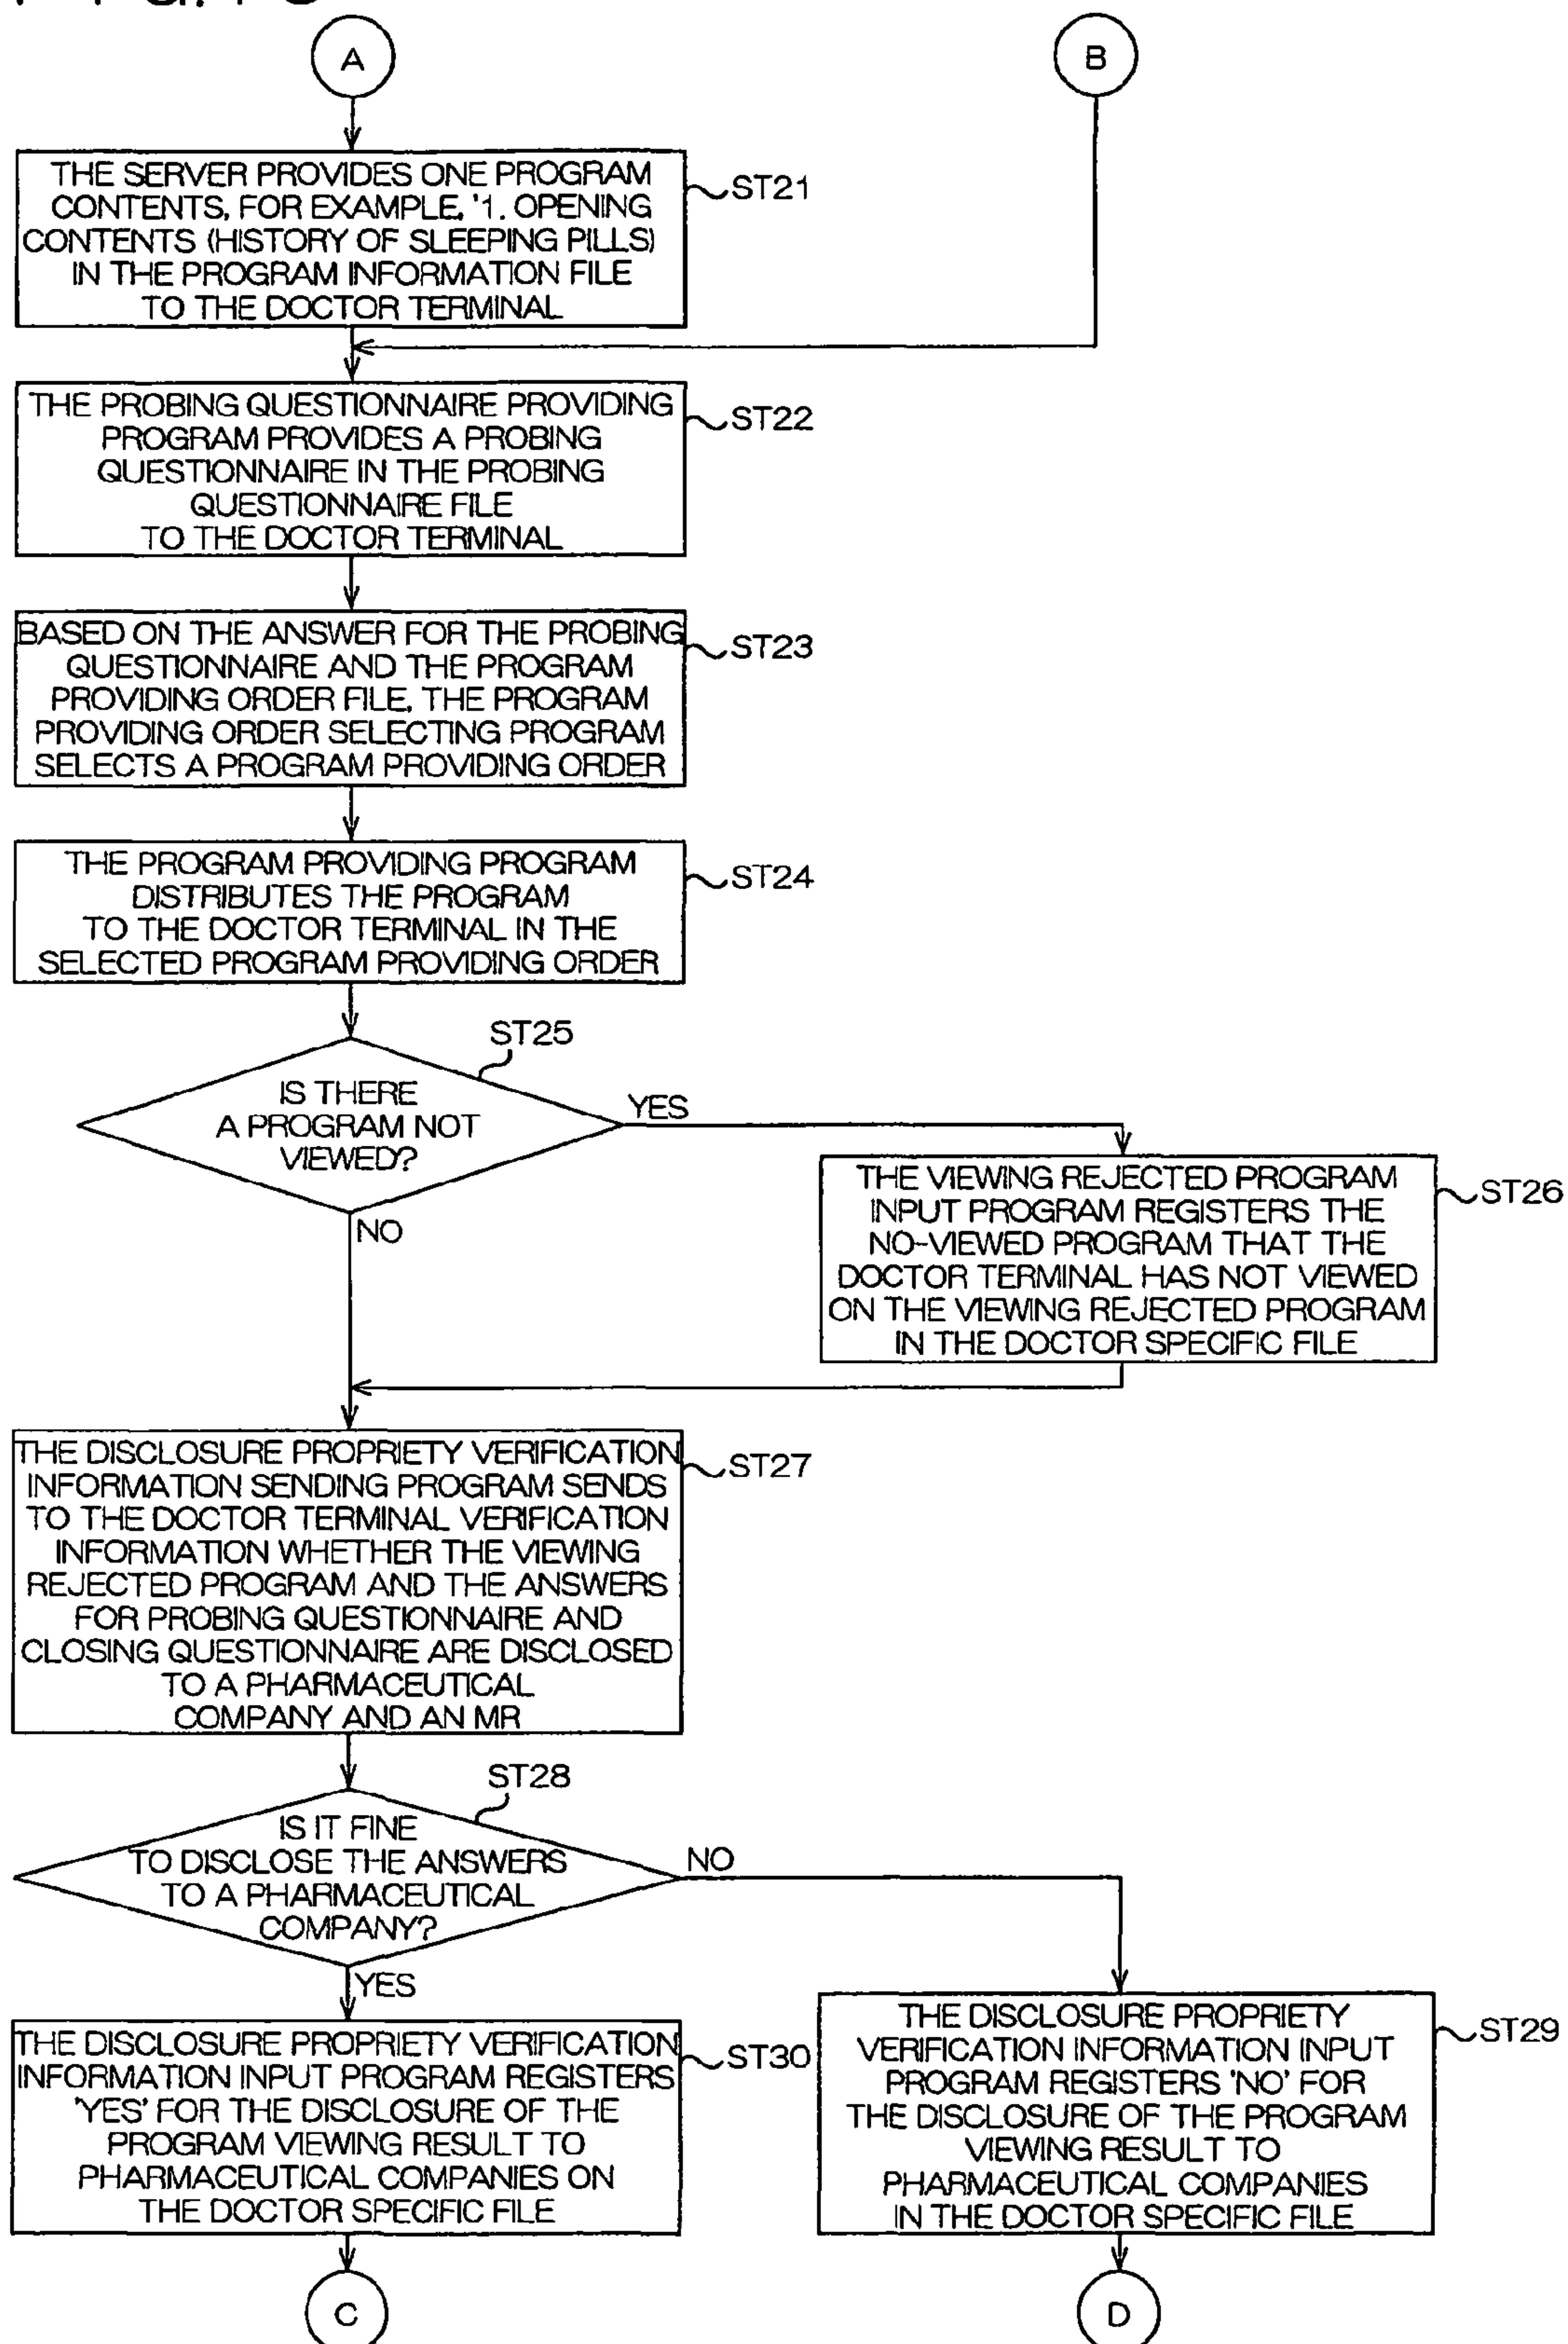 A
B
THE SERVER PROVIDES ONE PROGRAM
CONTENTS, FOR EXAMPLE, '1. OPENING
CONTENTS (HISTORY OF SLEEPING PILLS)
IN THE PROGRAM INFORMATION FILE
TO THE DOCTOR TERMINAL
ST21
THE PROBING QUESTIONNAIRE PROVIDING
PROGRAM PROVIDES A PROBING
QUESTIONNAIRE IN THE PROBING
QUESTIONNAIRE FILE
TO THE DOCTOR TERMINAL
ST22
BASED ON THE ANSWER FOR THE PROBING
QUESTIONNAIRE AND THE PROGRAM
PROVIDING ORDER FILE, THE PROGRAM
PROVIDING ORDER SELECTING PROGRAM
SELECTS A PROGRAM PROVIDING ORDER
ST23
THE PROGRAM PROVIDING PROGRAM
DISTRIBUTES THE PROGRAM
TO THE DOCTOR TERMINAL IN THE
SELECTED PROGRAM PROVIDING ORDER
ST24
ST25
IS THERE
A PROGRAM NOT
VIEWED?
YES
NO
THE VIEWING REJECTED PROGRAM
INPUT PROGRAM REGISTERS THE
NO-VIEWED PROGRAM THAT THE
DOCTOR TERMINAL HAS NOT VIEWED
ON THE VIEWING REJECTED PROGRAM
IN THE DOCTOR SPECIFIC FILE
ST26
THE DISCLOSURE PROPRIETY VERIFICATION
INFORMATION SENDING PROGRAM SENDS
TO THE DOCTOR TERMINAL VERIFICATION
INFORMATION WHETHER THE VIEWING
REJECTED PROGRAM AND THE ANSWERS
FOR PROBING QUESTIONNAIRE AND
CLOSING QUESTIONNAIRE ARE DISCLOSED
TO A PHARMACEUTICAL
COMPANY AND AN MR
ST27
ST28
IS IT FINE
TO DISCLOSE THE ANSWERS
TO A PHARMACEUTICAL
COMPANY?
NO
YES
THE DISCLOSURE PROPRIETY VERIFICATION
INFORMATION INPUT PROGRAM REGISTERS
'YES' FOR THE DISCLOSURE OF THE
PROGRAM VIEWING RESULT TO
PHARMACEUTICAL COMPANIES ON
THE DOCTOR SPECIFIC FILE
ST30
THE DISCLOSURE PROPRIETY
VERIFICATION INFORMATION INPUT
PROGRAM REGISTERS 'NO' FOR
THE DISCLOSURE OF THE PROGRAM
VIEWING RESULT TO
PHARMACEUTICAL COMPANIES
IN THE DOCTOR SPECIFIC FILE
ST29
C
D